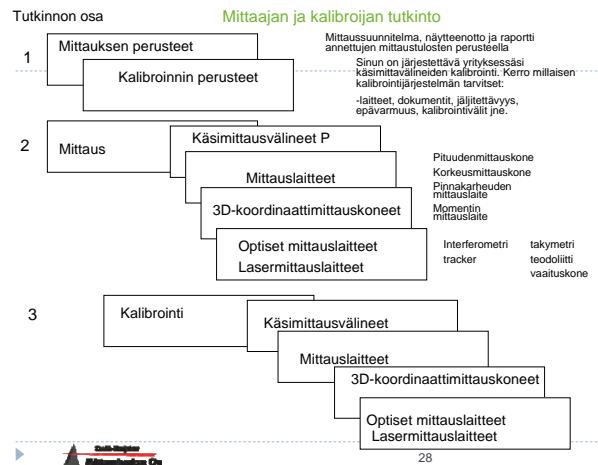 Tutkinnon osa
Mittaajan ja kalibroijan tutkinto
1
Mittauksen perusteet
Kalibroinnin perusteet
Mittaussuunnitelma, näytteenotto ja raportti
annettujen mittaustulosten perusteella
Sinun on järjestettävä yrityksessäsi
käsimittavälineiden kalibrointi. Kerro millaisen
kalibrointijärjestelmän tarvitset:
-laitteet, dokumentit, jäljitettävyys,
epävarmuus, kalibrointivälit jne.
2
Mittaus
Käsimittausvälineet P
Mittauslaitteet
3D-koordinaattimittauskoneet
Optiset mittauslaitteet
Lasermittauslaitteet
Pituudenmittauskone
Korkeusmittauskone
Pinnakarheuden
mittauslaite
Momentin
mittauslaite
Interferometri
tracker
takymetri
teodoliitti
vaaituskone
3
Kalibrointi
Käsimittausvälineet
Mittauslaitteet
3D-koordinaattimittauskoneet
Optiset mittauslaitteet
Lasermittauslaitteet
28